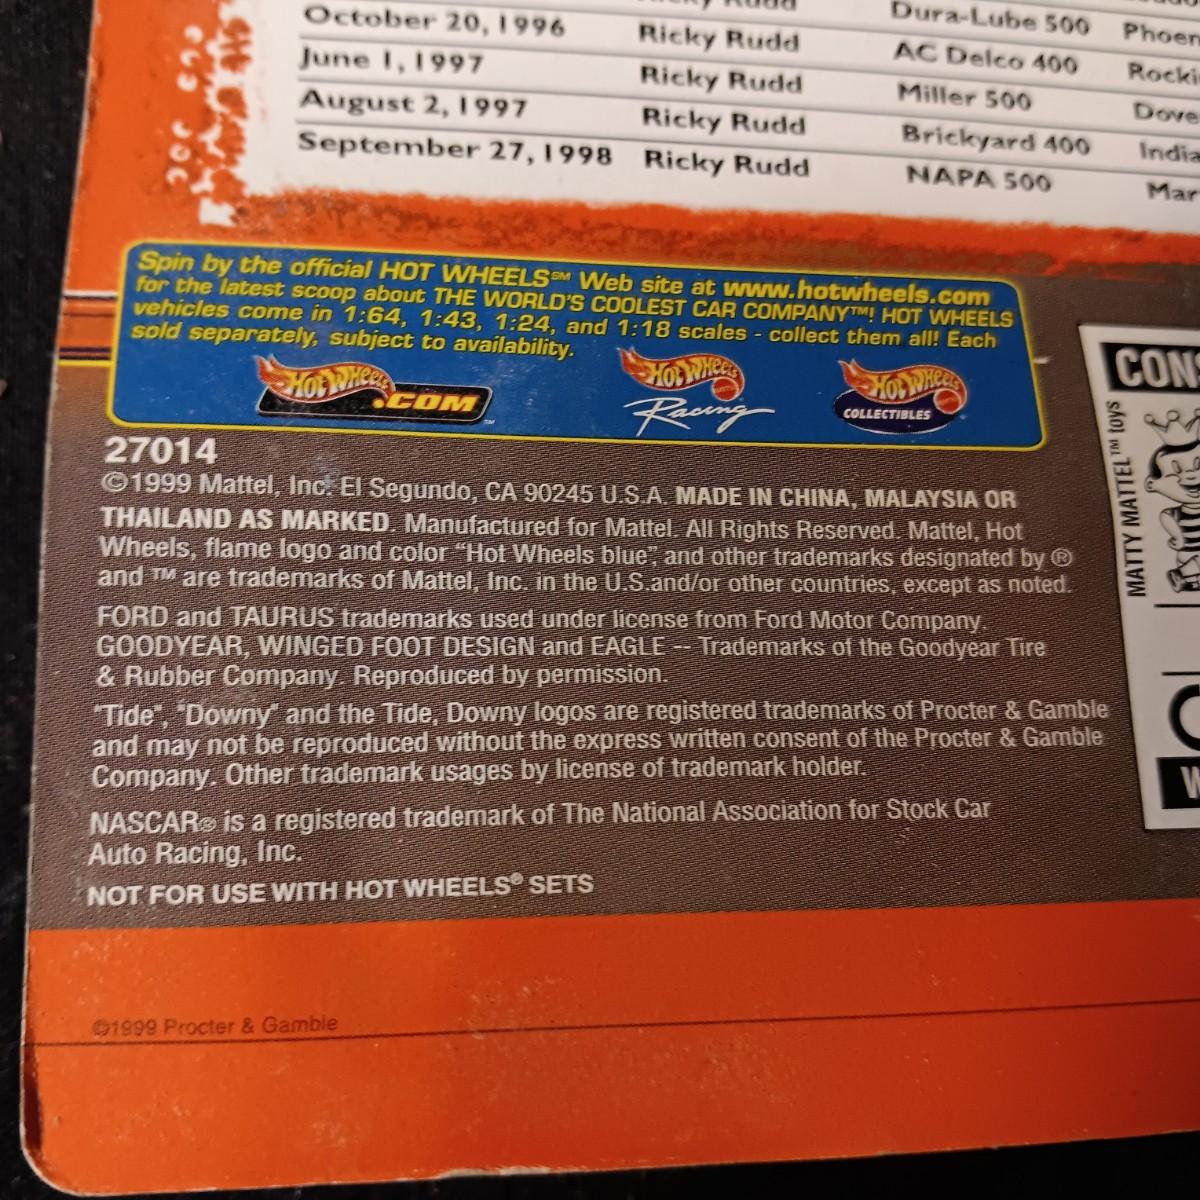 Ricky Rudd
October 20, 1996 Ricky Rudd Dura-Lube 500
June 1, 1997 Ricky Rudd AC Delco 400
August 2, 1997 Ricky Rudd Miller 500
September 27, 1998 Ricky Rudd Brickyard 400
NAPA 500
Spin by the official HOT WHEELS℠ Web site at www.hotwheels.com
for the latest scoop about THE WORLD'S COOLEST CAR COMPANY™! HOT WHEELS
vehicles come in 1:64, 1:43, 1:24, and 1:18 scales - collect them all! Each
sold separately, subject to availability.
Hot Wheels .COM ™
Hot Wheels Racing
Hot Wheels COLLECTIBLES
27014
©1999 Mattel, Inc. El Segundo, CA 90245 U.S.A. MADE IN CHINA, MALAYSIA OR
THAILAND AS MARKED. Manufactured for Mattel. All Rights Reserved. Mattel, Hot
Wheels, flame logo and color "Hot Wheels blue", and other trademarks designated by ®
and ™ are trademarks of Mattel, Inc. in the U.S.and/or other countries, except as noted.
FORD and TAURUS trademarks used under license from Ford Motor Company.
GOODYEAR, WINGED FOOT DESIGN and EAGLE -- Trademarks of the Goodyear Tire
& Rubber Company. Reproduced by permission.
"Tide", "Downy" and the Tide, Downy logos are registered trademarks of Procter & Gamble
and may not be reproduced without the express written consent of the Procter & Gamble
Company. Other trademark usages by license of trademark holder.
NASCAR® is a registered trademark of The National Association for Stock Car
Auto Racing, Inc.
NOT FOR USE WITH HOT WHEELS® SETS
©1999 Procter & Gamble
MATTY MATTEL™ toys